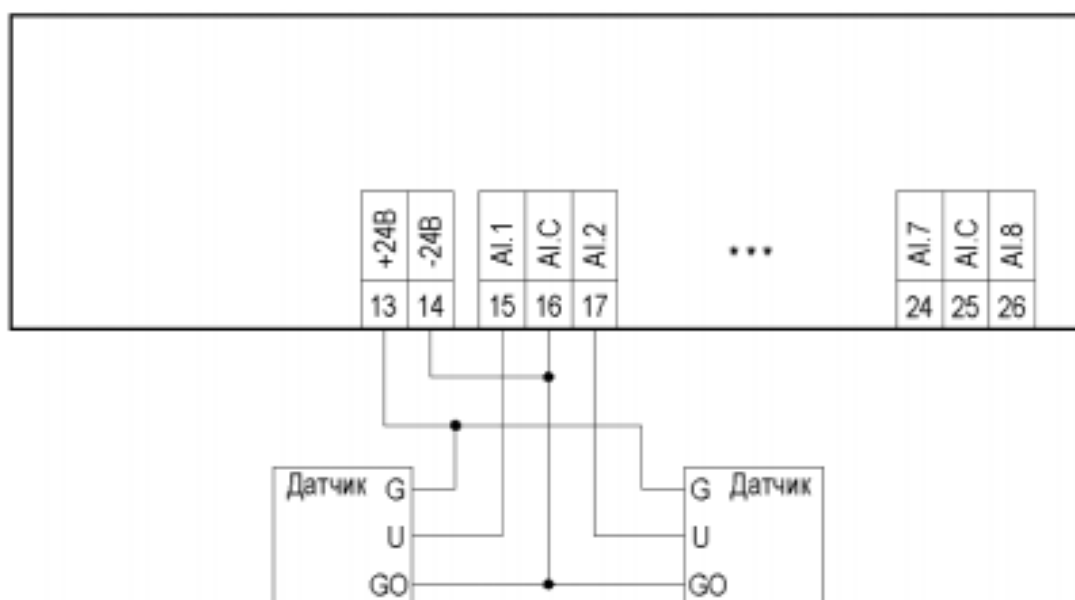 +24В -24В AI.1 AI.C AI.2 *** AI.7 AI.C AI.8
13 14 15 16 17 24 25 26
Датчик G G Датчик
U U
GO GO